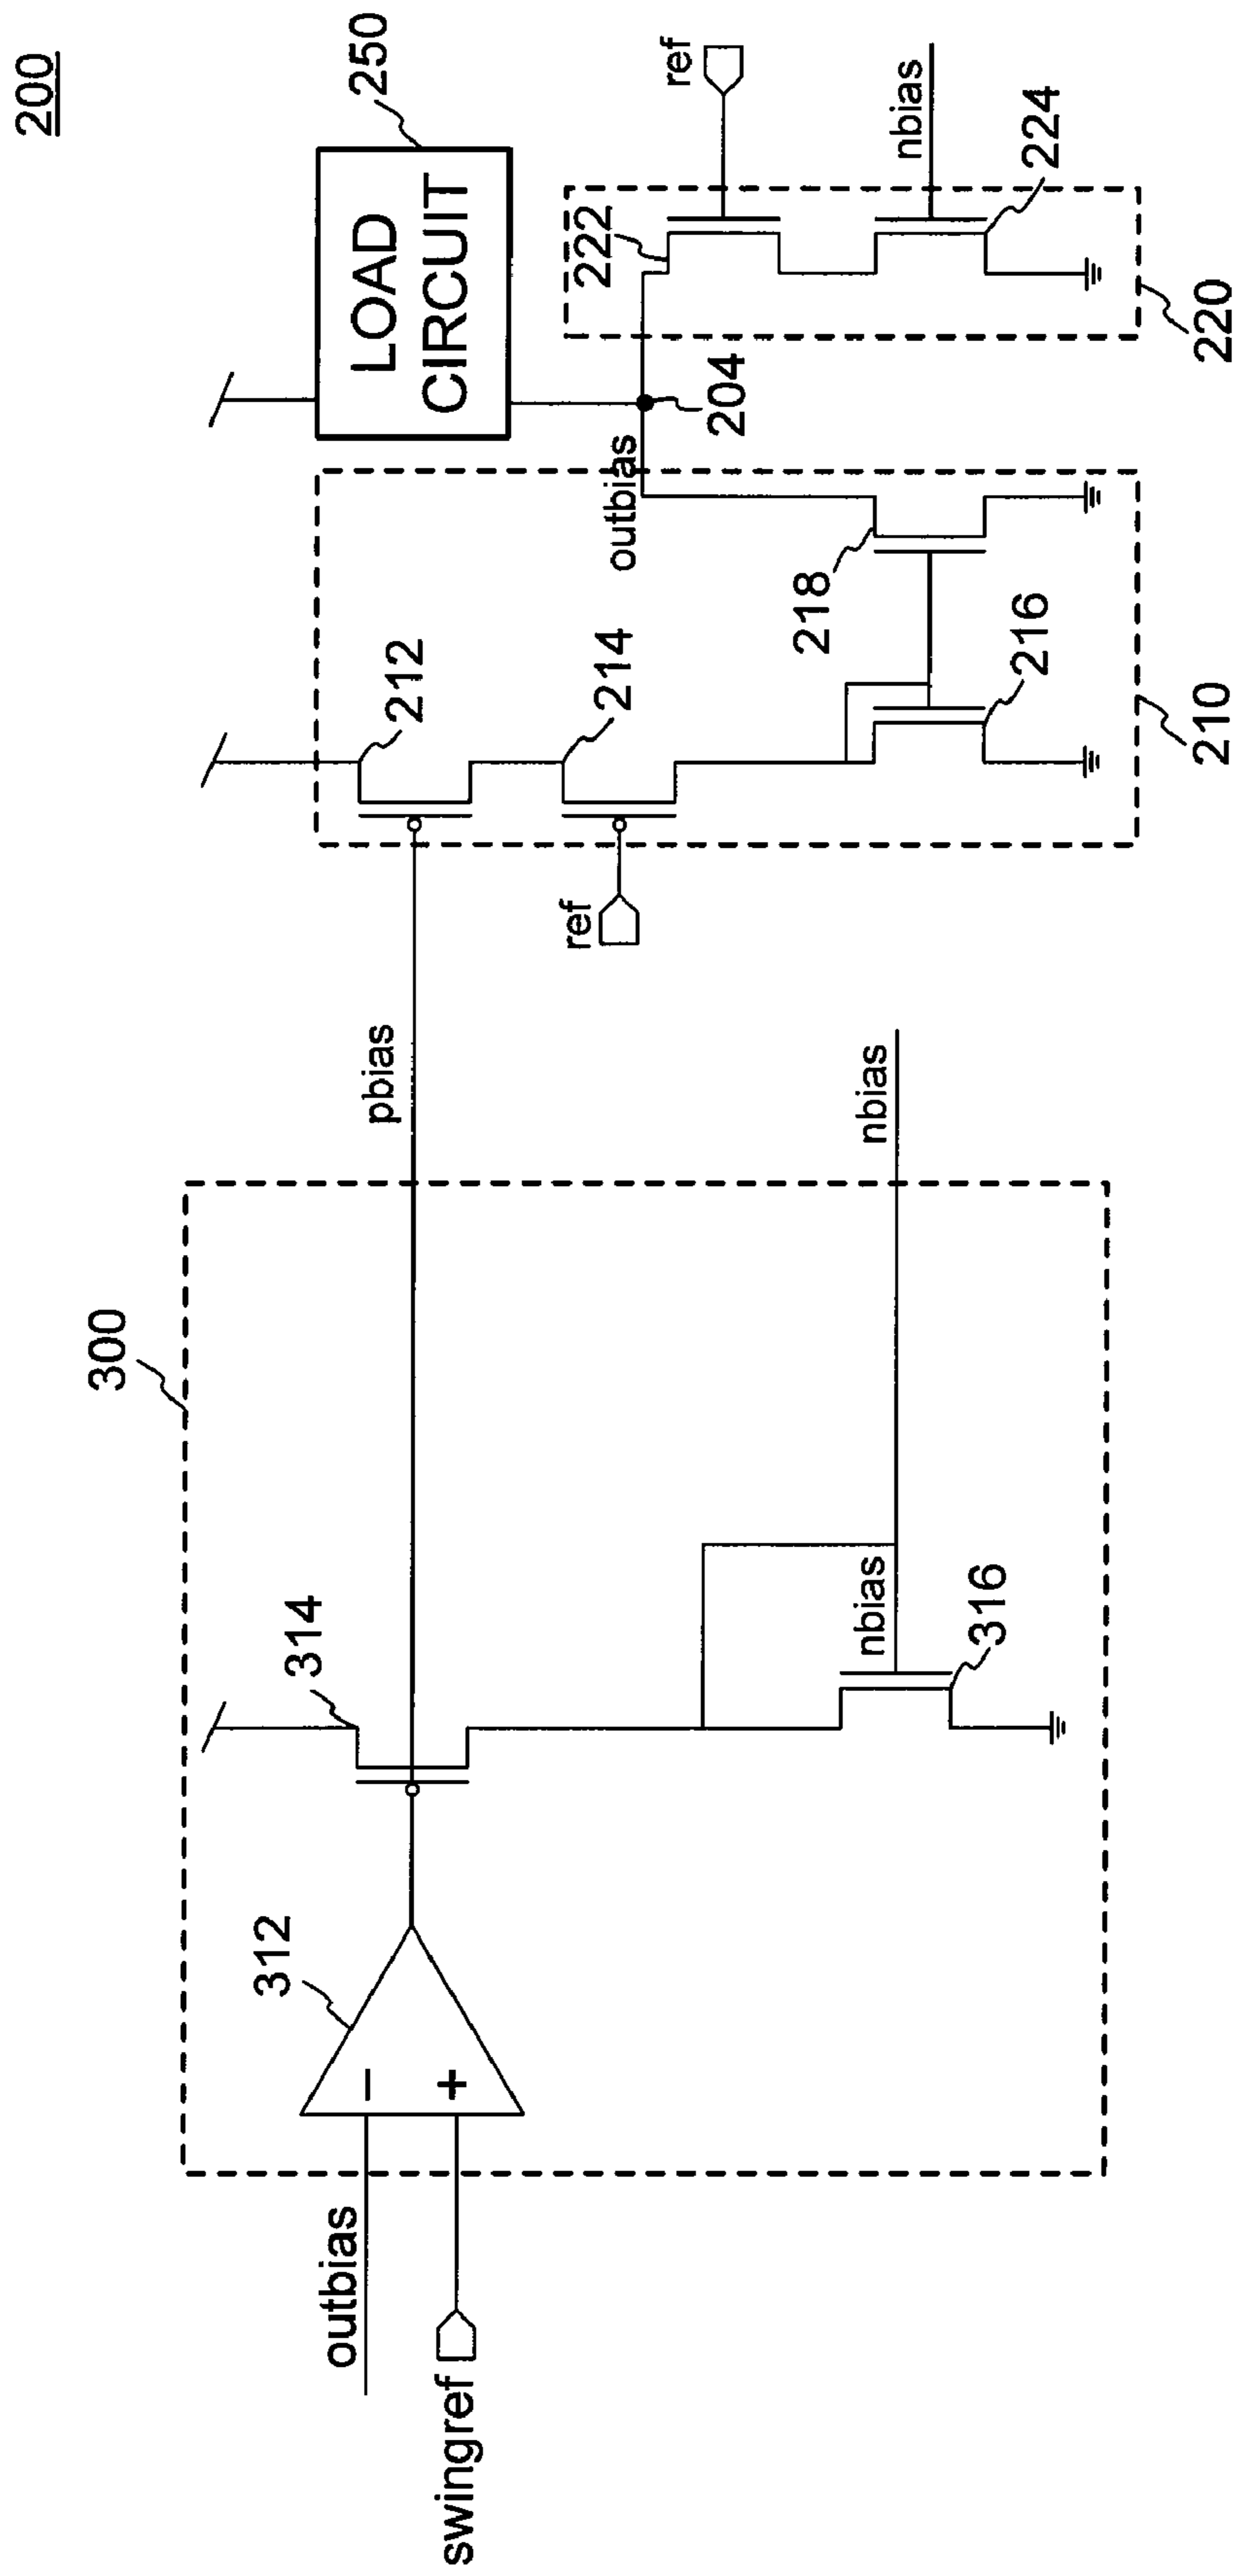 200
300
312
outbias
swingref
−
+
314
nbias
316
pbias
nbias
ref
212
214
216
218
210
outbias
204
LOAD
CIRCUIT
250
222
ref
nbias
224
220